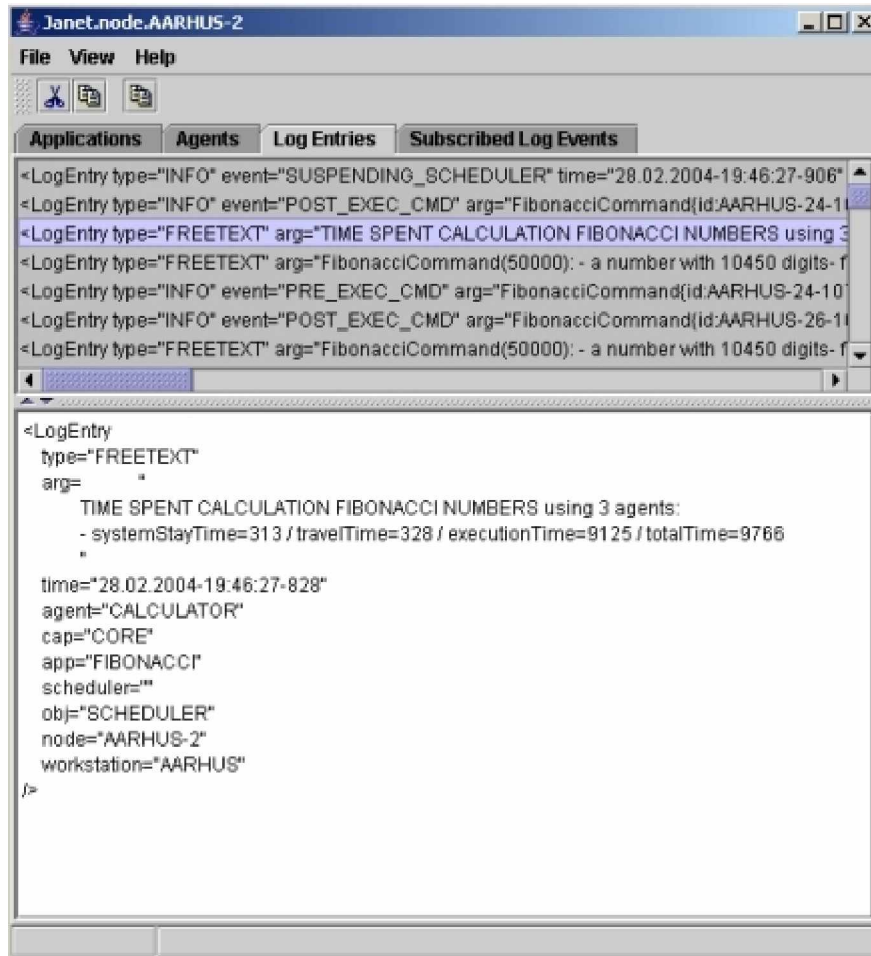 Janet.node.AARHUS-2
File View Help
Applications Agents Log Entries Subscribed Log Events
<LogEntry type="INFO" event="SUSPENDING_SCHEDULER" time="28.02.2004-19:46:27-906"
<LogEntry type="INFO" event="POST_EXEC_CMD" arg="FibonacciCommand{id:AARHUS-24-10
<LogEntry type="FREETEXT" arg="TIME SPENT CALCULATION FIBONACCI NUMBERS using 3
<LogEntry type="FREETEXT" arg="FibonacciCommand(50000): - a number with 10450 digits- f
<LogEntry type="INFO" event="PRE_EXEC_CMD" arg="FibonacciCommand{id:AARHUS-24-10
<LogEntry type="INFO" event="POST_EXEC_CMD" arg="FibonacciCommand{id:AARHUS-26-10
<LogEntry type="FREETEXT" arg="FibonacciCommand(50000): - a number with 10450 digits- f
<LogEntry
type="FREETEXT"
arg= "
TIME SPENT CALCULATION FIBONACCI NUMBERS using 3 agents:
- systemStayTime=313 / travelTime=328 / executionTime=9125 / totalTime=9766
"
time="28.02.2004-19:46:27-828"
agent="CALCULATOR"
cap="CORE"
app="FIBONACCI"
scheduler=""
obj="SCHEDULER"
node="AARHUS-2"
workstation="AARHUS"
/>